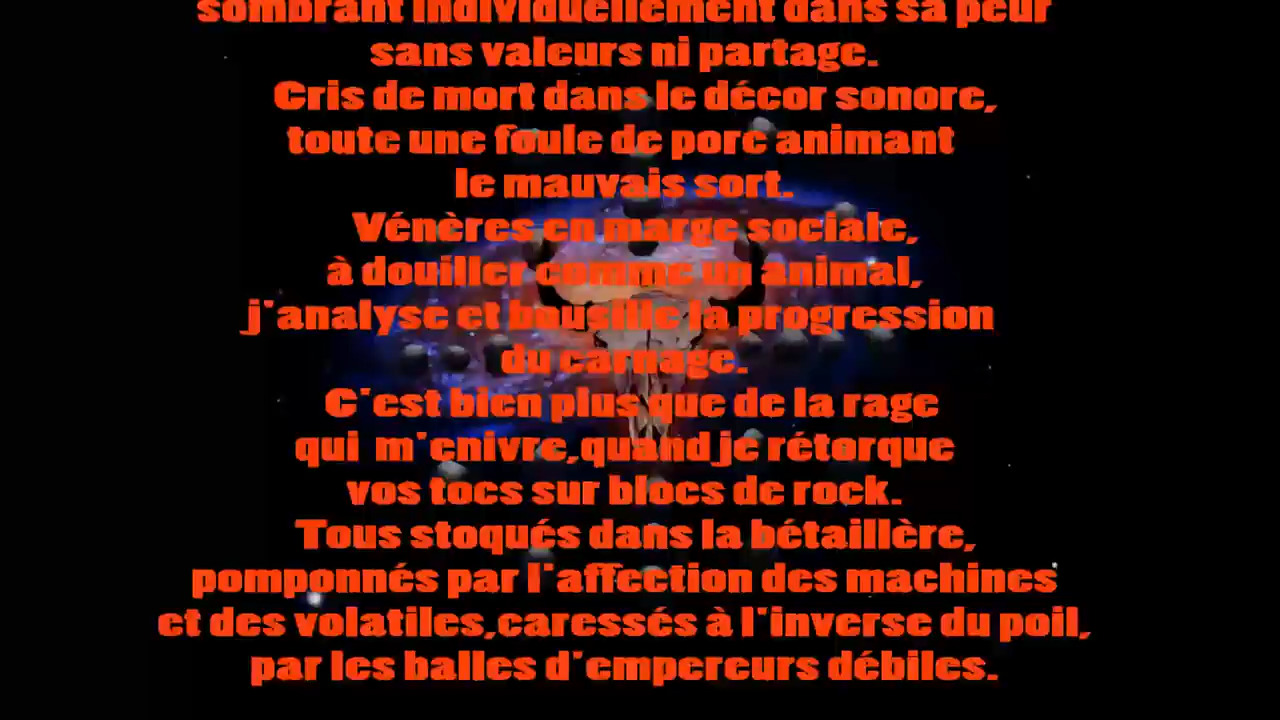 sombrant individuellement dans sa peur
sans valeurs ni partage.
Cris de mort dans le décor sonore,
toute une foule de porc animant
le mauvais sort.
Vénères en marge sociale,
à douiller comme un animal,
j'analyse et bousille la progression
du carnage.
C'est bien plus que de la rage
qui m'enivre,quand je rétorque
vos tocs sur blocs de rock.
Tous stoqués dans la bétaillère,
pomponnés par l'affection des machines
et des volatiles,caressés à l'inverse du poil,
par les balles d'empereurs débiles.